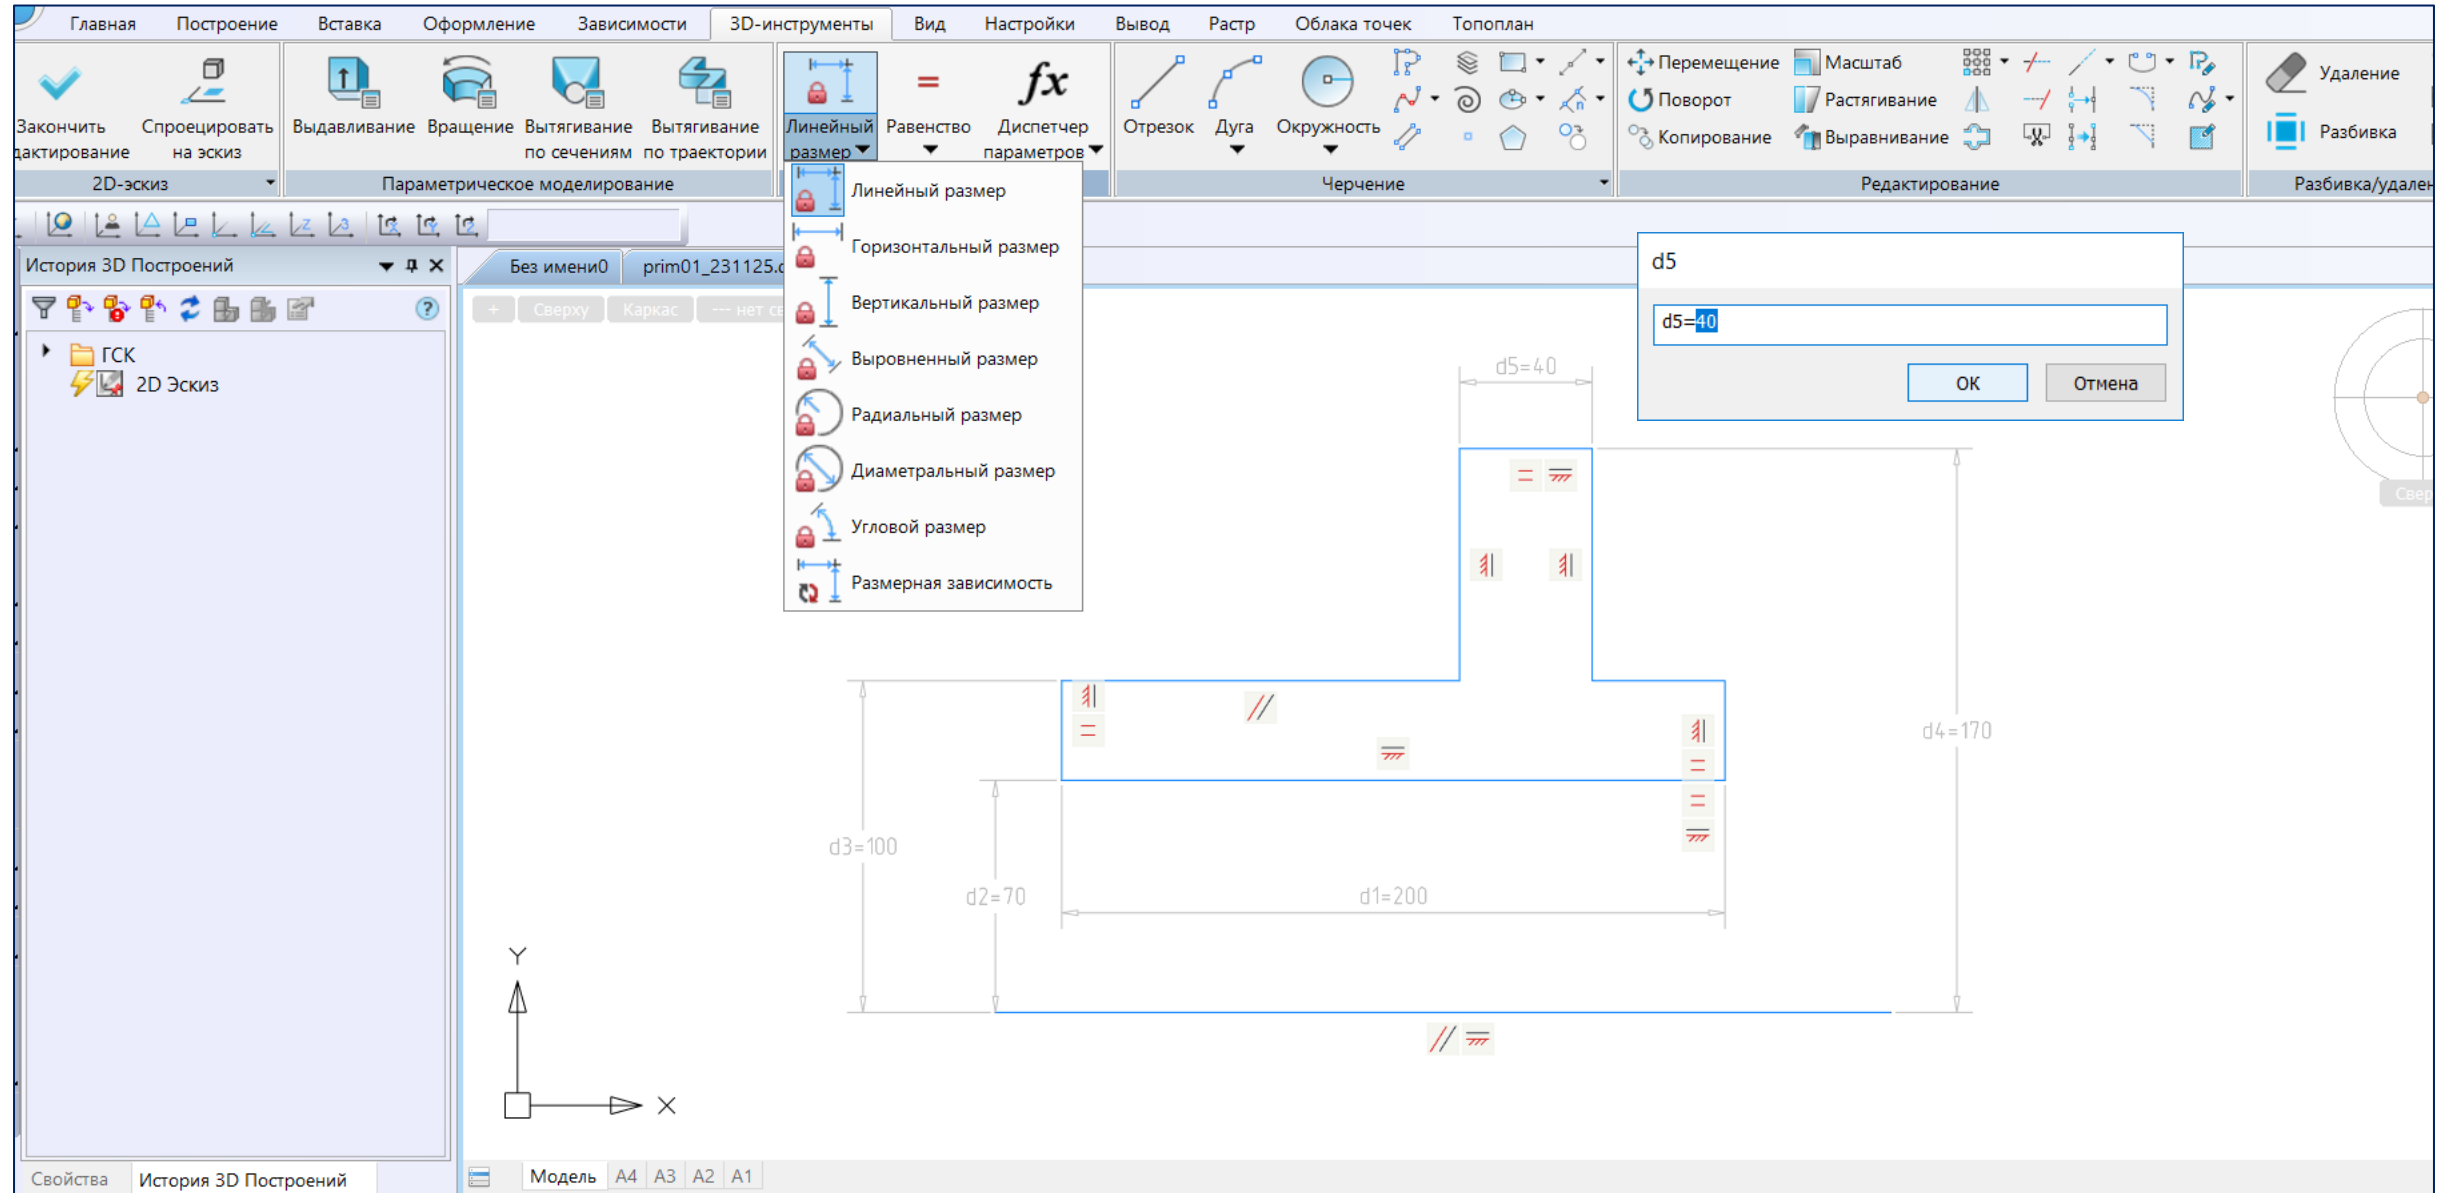 Главная Построение Вставка Оформление Зависимости 3D-инструменты Вид Настройки Вывод Растр Облака точек Топоплан
Закончить
дактирование
Спроецировать
на эскиз
Выдавливание
Вращение
Вытягивание
по сечениям
Вытягивание
по траектории
Линейный
размер
Равенство
Диспетчер
параметров
fx
Отрезок
Дуга
Окружность
Перемещение
Поворот
Копирование
Масштаб
Растягивание
Выравнивание
Удаление
Разбивка
2D-эскиз
Параметрическое моделирование
Черчение
Редактирование
Разбивка/удален
Линейный размер
Горизонтальный размер
Вертикальный размер
Выровненный размер
Радиальный размер
Диаметральный размер
Угловой размер
Размерная зависимость
История 3D Построений
ГСК
2D Эскиз
Без имени0
prim01_231125.
+ Сверху Каркас --- нет
d5
d5=40
ОК
Отмена
d5=40
Свер
d4=170
d3=100
d2=70
d1=200
Y
X
Свойства
История 3D Построений
Модель A4 A3 A2 A1